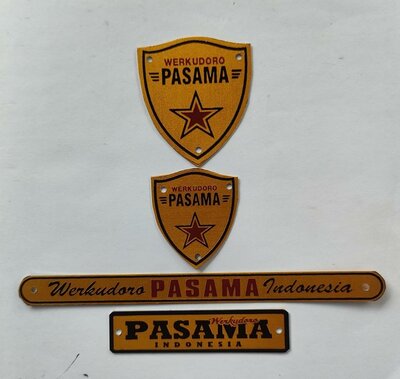 WERKUDORO
PASAMA
WERKUDORO
PASAMA
Werkudoro PASAMA Indonesia
Werkudoro
PASAMA
INDONESIA